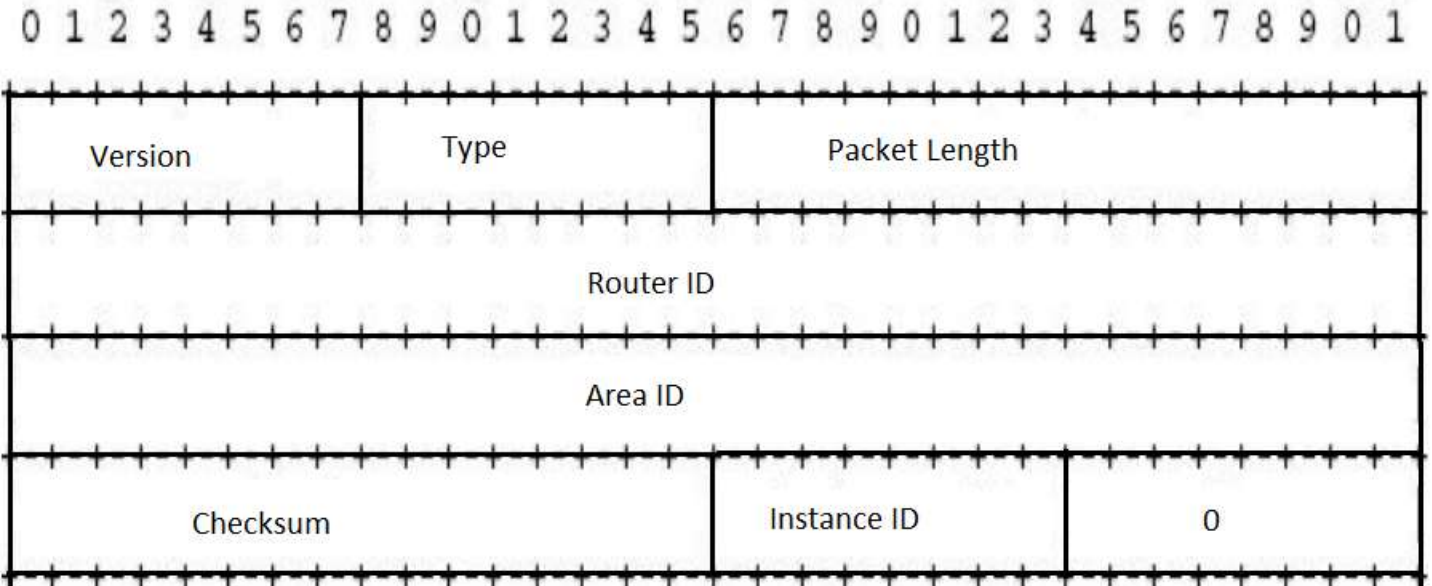 0 1 2 3 4 5 6 7 8 9 0 1 2 3 4 5 6 7 8 9 0 1 2 3 4 5 6 7 8 9 0 1
Version Type Packet Length
Router ID
Area ID
Checksum Instance ID 0